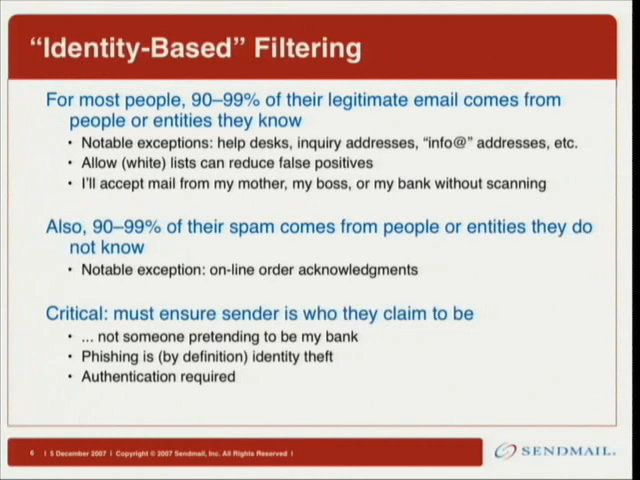 “Identity-Based” Filtering
For most people, 90–99% of their legitimate email comes from
people or entities they know
• Notable exceptions: help desks, inquiry addresses, “info@” addresses, etc.
• Allow (white) lists can reduce false positives
• I’ll accept mail from my mother, my boss, or my bank without scanning
Also, 90–99% of their spam comes from people or entities they do
not know
• Notable exception: on-line order acknowledgments
Critical: must ensure sender is who they claim to be
• ... not someone pretending to be my bank
• Phishing is (by definition) identity theft
• Authentication required
6 | 5 December 2007 | Copyright © 2007 Sendmail, Inc. All Rights Reserved |
SENDMAIL.